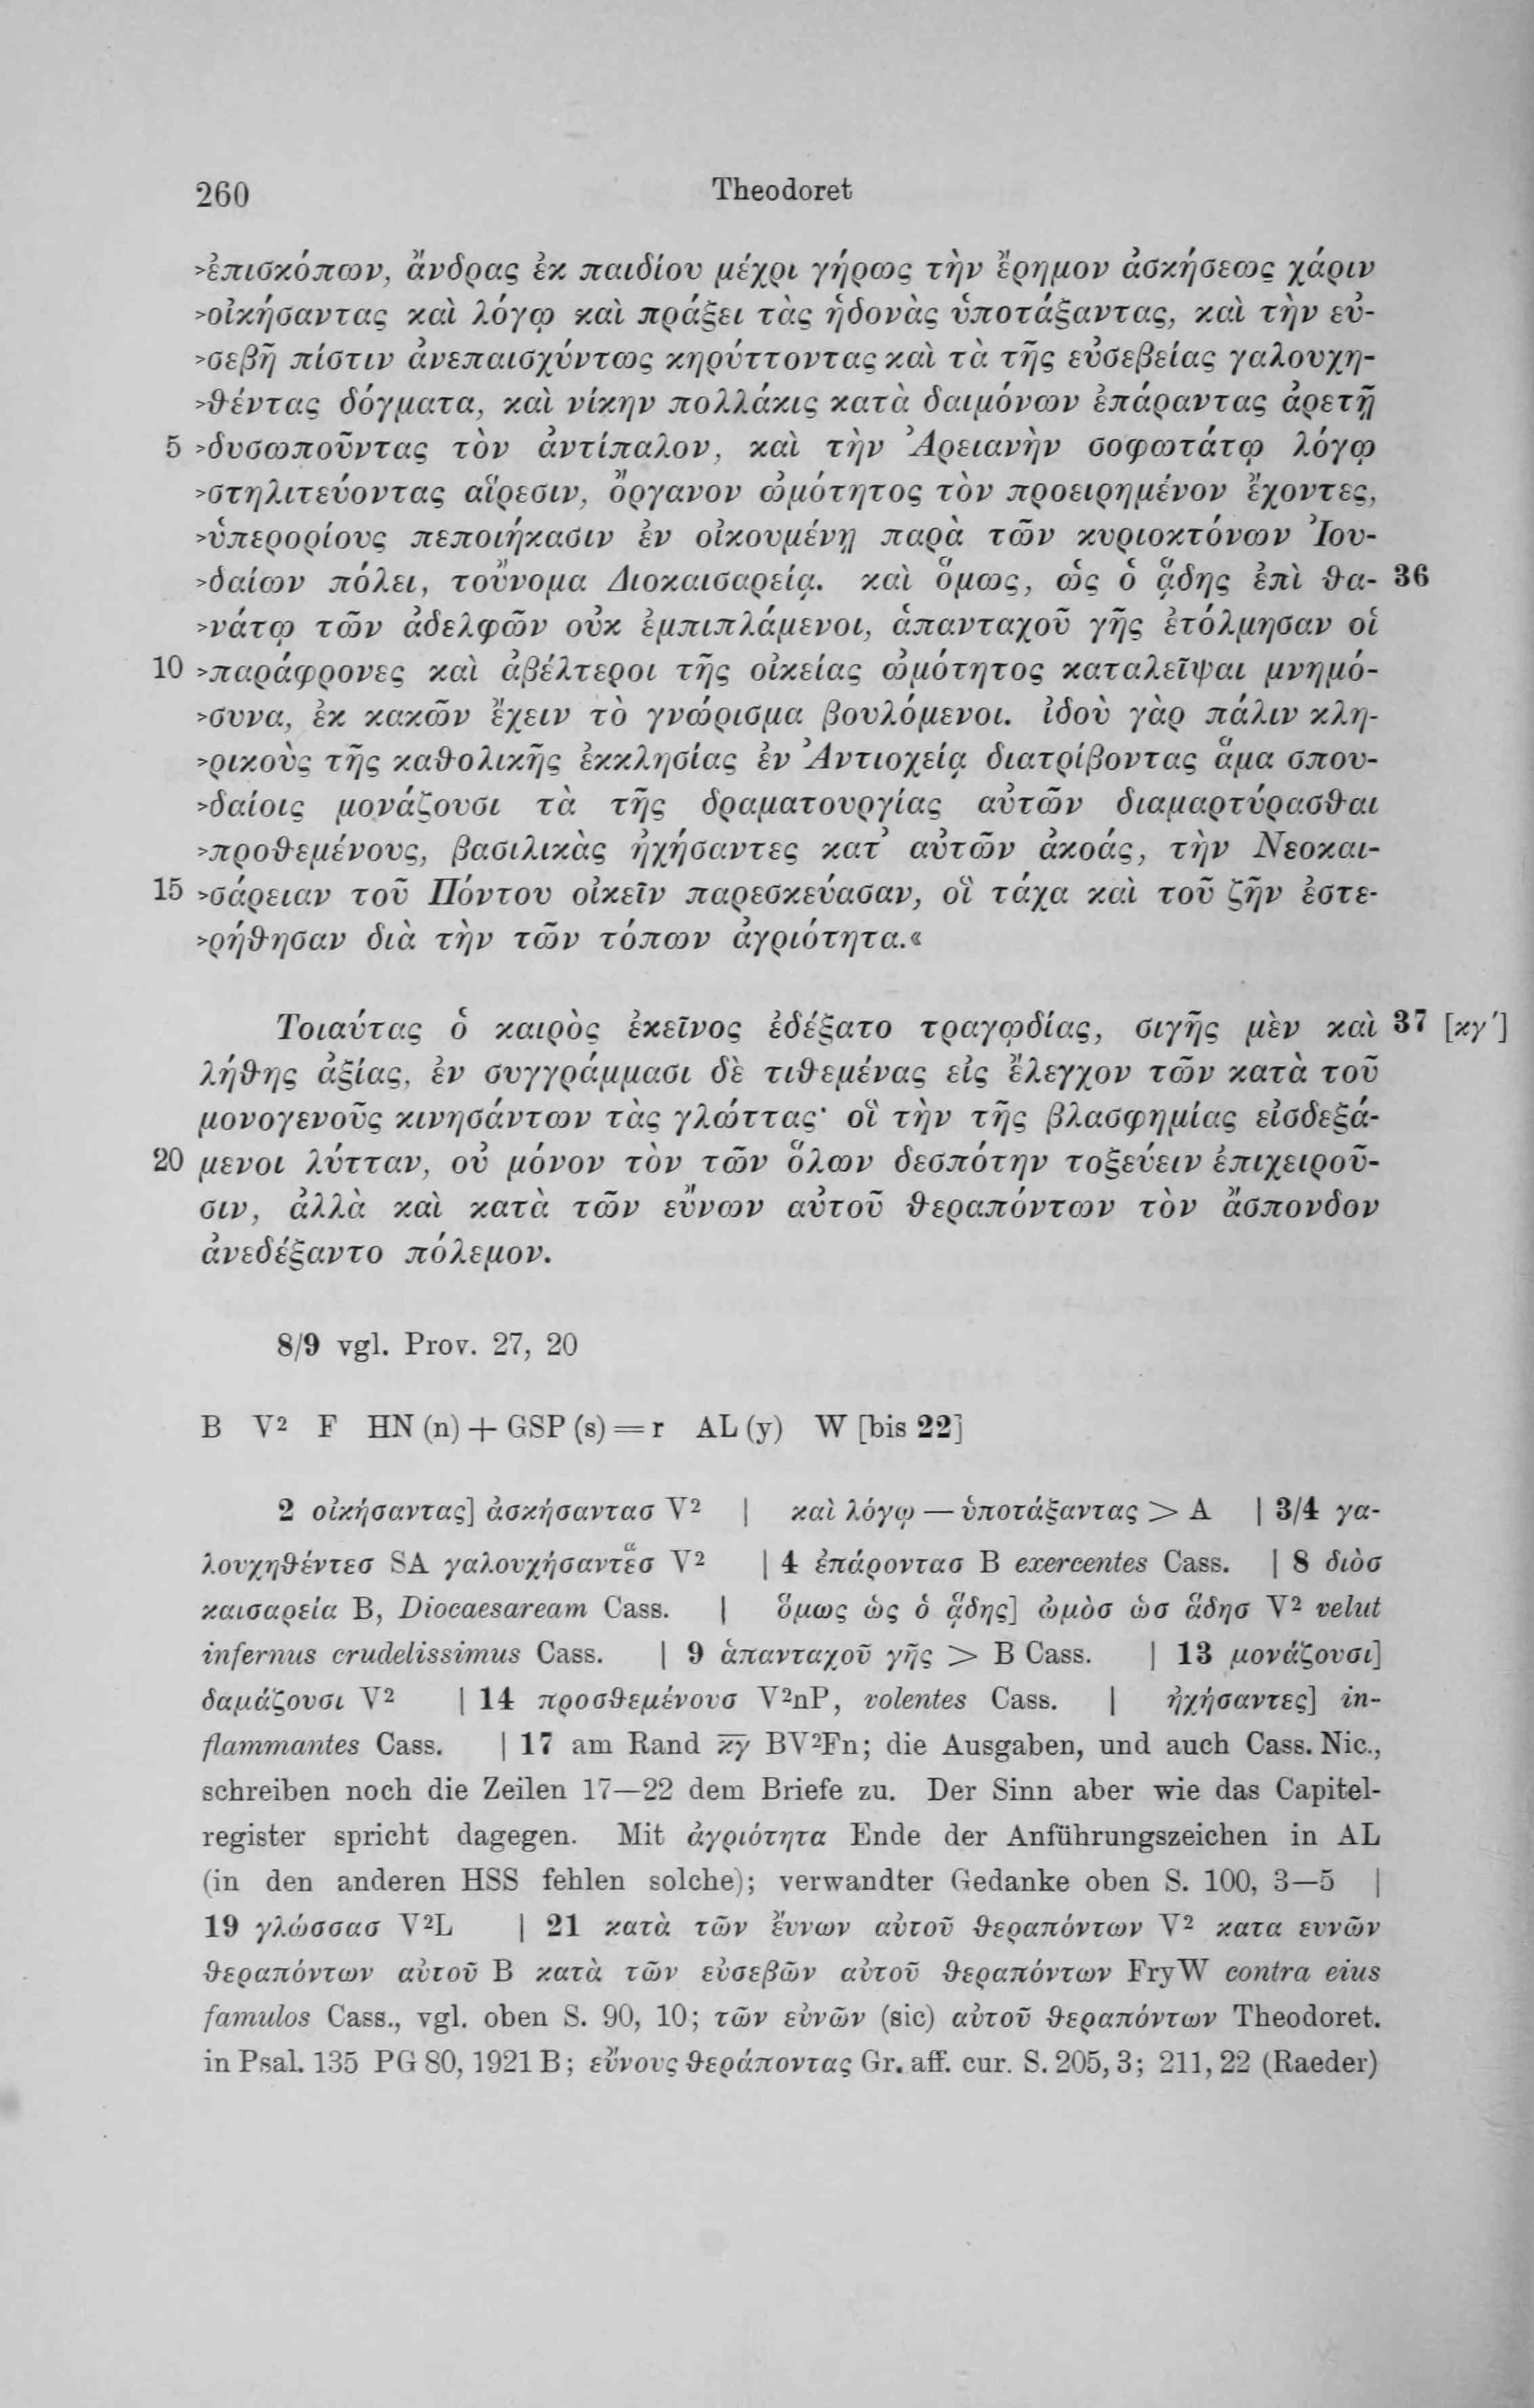 260 Theodoret
>ἐπισκόπων, ἄνδρας ἐκ παιδίου μέχρι γήρως τὴν ἔρημον ἀσκήσεως χάριν
>οἰκήσαντας καὶ λόγῳ καὶ πράξει τὰς ἡδονὰς ὑποτάξαντας, καὶ τὴν εὐ-
>σεβῆ πίστιν ἀνεπαισχύντως κηρύττοντας καὶ τὰ τῆς εὐσεβείας γαλουχη-
>θέντας δόγματα, καὶ νίκην πολλάκις κατὰ δαιμόνων ἐπάραντας ἀρετῇ
5 >δυσωποῦντας τὸν ἀντίπαλον, καὶ τὴν Ἀρειανὴν σοφωτάτῳ λόγῳ
>στηλιτεύοντας αἵρεσιν, ὄργανον ὠμότητος τὸν προειρημένον ἔχοντες,
>ὑπερορίους πεποιήκασιν ἐν οἰκουμένῃ παρὰ τῶν κυριοκτόνων Ἰου-
>δαίων πόλει, τοὔνομα Διοκαισαρείᾳ. καὶ ὅμως, ὡς ὁ ᾅδης ἐπὶ θα- 36
>νάτῳ τῶν ἀδελφῶν οὐκ ἐμπιπλάμενοι, ἁπανταχοῦ γῆς ἐτόλμησαν οἱ
10 >παράφρονες καὶ ἀβέλτεροι τῆς οἰκείας ὠμότητος καταλεῖψαι μνημό-
>συνα, ἐκ κακῶν ἔχειν τὸ γνώρισμα βουλόμενοι. ἰδοὺ γὰρ πάλιν κλη-
>ρικοὺς τῆς καθολικῆς ἐκκλησίας ἐν Ἀντιοχείᾳ διατρίβοντας ἅμα σπου-
>δαίοις μονάζουσι τὰ τῆς δραματουργίας αὐτῶν διαμαρτύρασθαι
>προθεμένους, βασιλικὰς ἠχήσαντες κατ’ αὐτῶν ἀκοάς, τὴν Νεοκαι-
15 >σάρειαν τοῦ Πόντου οἰκεῖν παρεσκεύασαν, οἳ τάχα καὶ τοῦ ζῆν ἐστε-
>ρήθησαν διὰ τὴν τῶν τόπων ἀγριότητα.«
Τοιαύτας ὁ καιρὸς ἐκεῖνος ἐδέξατο τραγῳδίας, σιγῆς μὲν καὶ 37 [κγ′]
λήθης ἀξίας, ἐν συγγράμμασι δὲ τιθεμένας εἰς ἔλεγχον τῶν κατὰ τοῦ
μονογενοῦς κινησάντων τὰς γλώττας· οἳ τὴν τῆς βλασφημίας εἰσδεξά-
20 μενοι λύτταν, οὐ μόνον τὸν τῶν ὅλων δεσπότην τοξεύειν ἐπιχειροῦ-
σιν, ἀλλὰ καὶ κατὰ τῶν εὔνων αὐτοῦ θεραπόντων τὸν ἄσπονδον
ἀνεδέξαντο πόλεμον.
8/9 vgl. Prov. 27, 20
B V² F HN (n) + GSP (s) = r AL (y) W [bis 22]
2 οἰκήσαντας] ἀσκήσαντασ V² | καὶ λόγῳ — ὑποτάξαντας > A | 3/4 γα-
λουχηθέντεσ SA γαλουχήσαντε̋̃σ V² | 4 ἐπάροντασ B exercentes Cass. | 8 διὸσ
καισαρεία B, Diocaesaream Cass. | ὅμως ὡς ὁ ᾅδης] ὠμὸσ ὡσ ἅδησ V² velut
infernus crudelissimus Cass. | 9 ἁπανταχοῦ γῆς > B Cass. | 13 μονάζουσι]
δαμάζουσι V² | 14 προσθεμένουσ V²nP, volentes Cass. | ἠχήσαντες] in-
flammantes Cass. | 17 am Rand κγ BV²Fn; die Ausgaben, und auch Cass. Nic.,
schreiben noch die Zeilen 17—22 dem Briefe zu. Der Sinn aber wie das Capitel-
register spricht dagegen. Mit ἀγριότητα Ende der Anführungszeichen in AL
(in den anderen HSS fehlen solche); verwandter Gedanke oben S. 100, 3—5 |
19 γλώσσασ V²L | 21 κατὰ τῶν ἔυνων αὐτοῦ θεραπόντων V² κατα ευνῶν
θεραπόντων αὐτοῦ B κατὰ τῶν εὐσεβῶν αὐτοῦ θεραπόντων FryW contra eius
famulos Cass., vgl. oben S. 90, 10; τῶν εὐνῶν (sic) αὐτοῦ θεραπόντων Theodoret.
in Psal. 135 PG 80, 1921 B; εὔνους θεράποντας Gr. aff. cur. S. 205, 3; 211, 22 (Raeder)